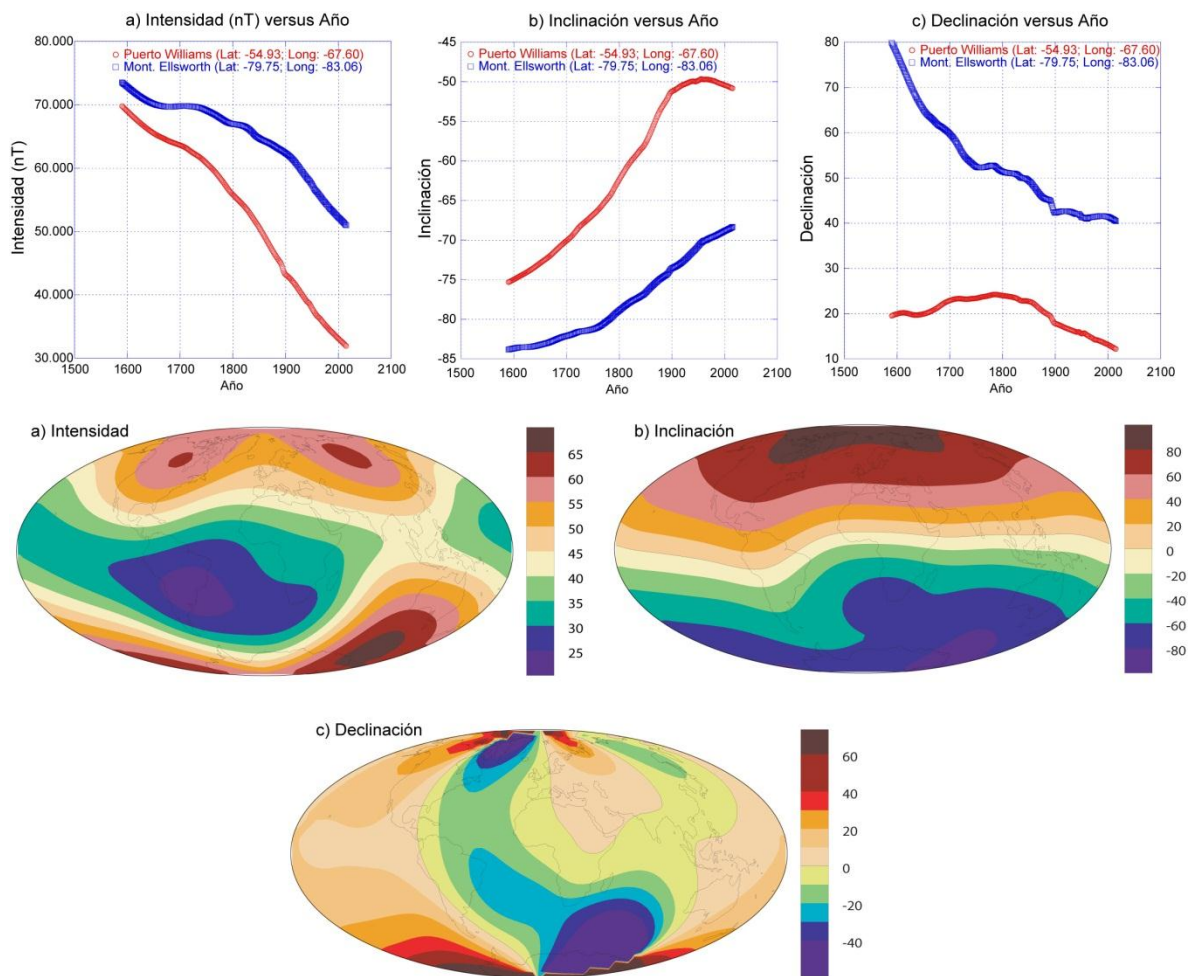 a) Intensidad (nT) versus Año
b) Inclinación versus Año
c) Declinación versus Año
80.000
70.000
60.000
50.000
40.000
30.000
Intensidad (nT)
Puerto Williams (Lat: -54.93; Long: -67.60)
Mont. Ellsworth (Lat: -79.75; Long: -83.06)
1500 1600 1700 1800 1900 2000 2100
Año
-45
-50
-55
-60
-65
-70
-75
-80
-85
Inclinación
Puerto Williams (Lat: -54.93; Long: -67.60)
Mont. Ellsworth (Lat: -79.75; Long: -83.06)
1500 1600 1700 1800 1900 2000 2100
Año
80
70
60
50
40
30
20
10
Declinación
Puerto Williams (Lat: -54.93; Long: -67.60)
Mont. Ellsworth (Lat: -79.75; Long: -83.06)
1500 1600 1700 1800 1900 2000 2100
Año
a) Intensidad
65
60
55
50
45
40
35
30
25
b) Inclinación
80
60
40
20
0
-20
-40
-60
-80
c) Declinación
60
40
20
0
-20
-40